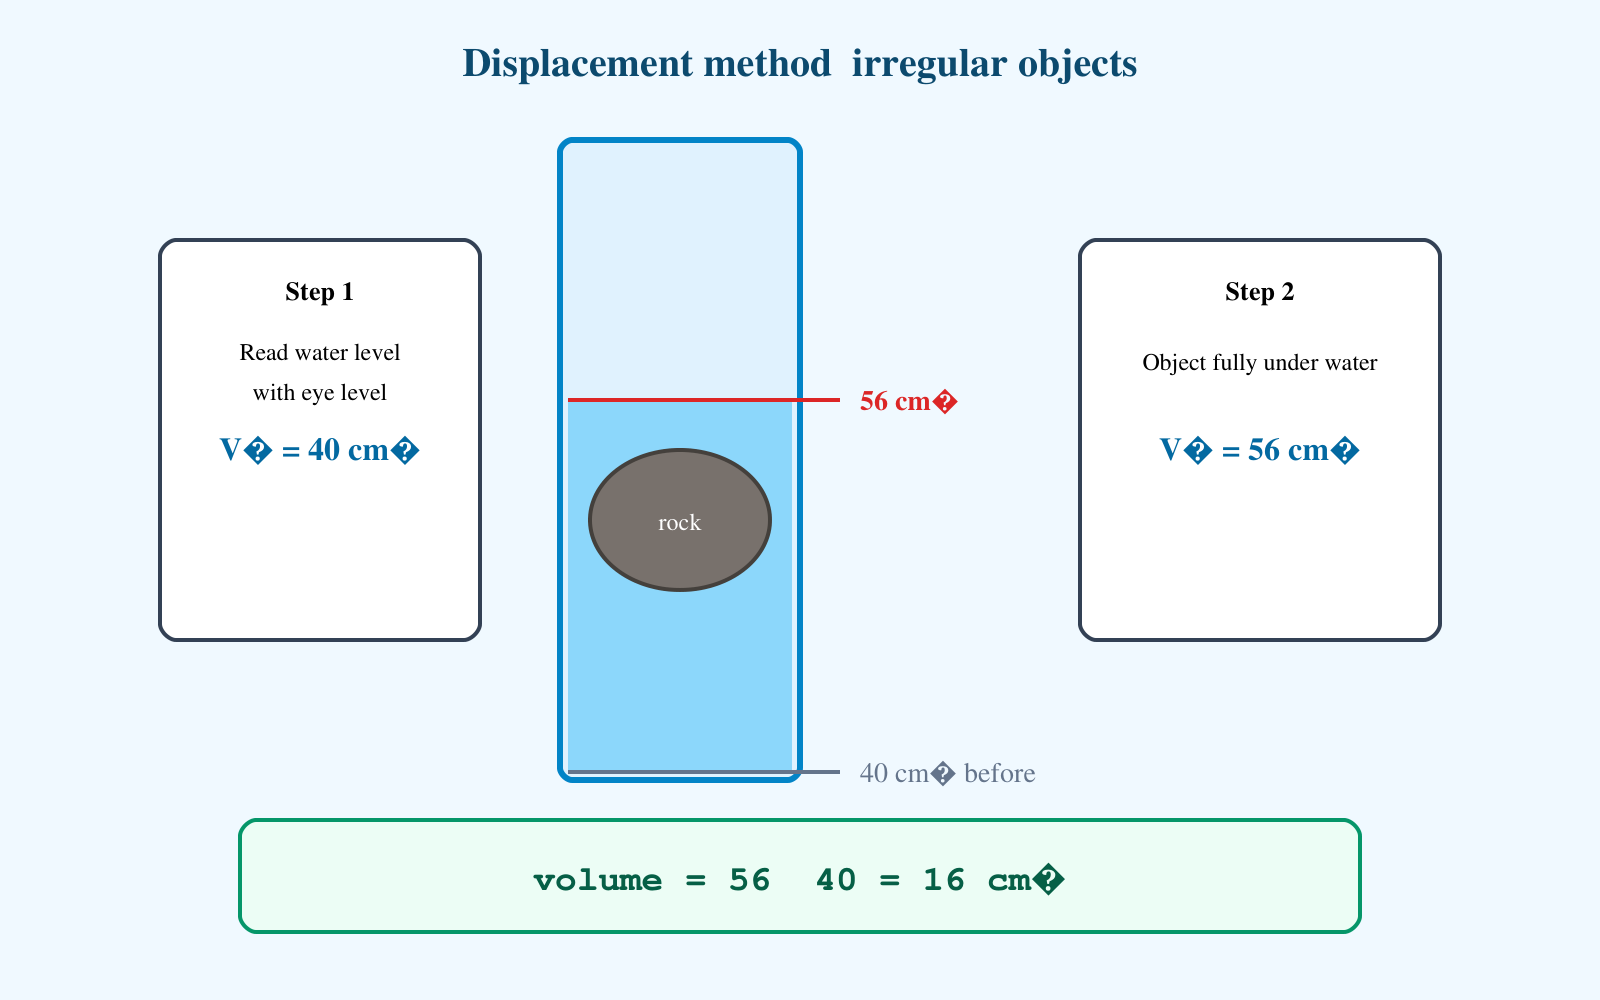 Displacement method  irregular objects
Step 1
Read water level
with eye level
V� = 40 cm�
56 cm�
rock
40 cm� before
Step 2
Object fully under water
V� = 56 cm�
volume = 56  40 = 16 cm�